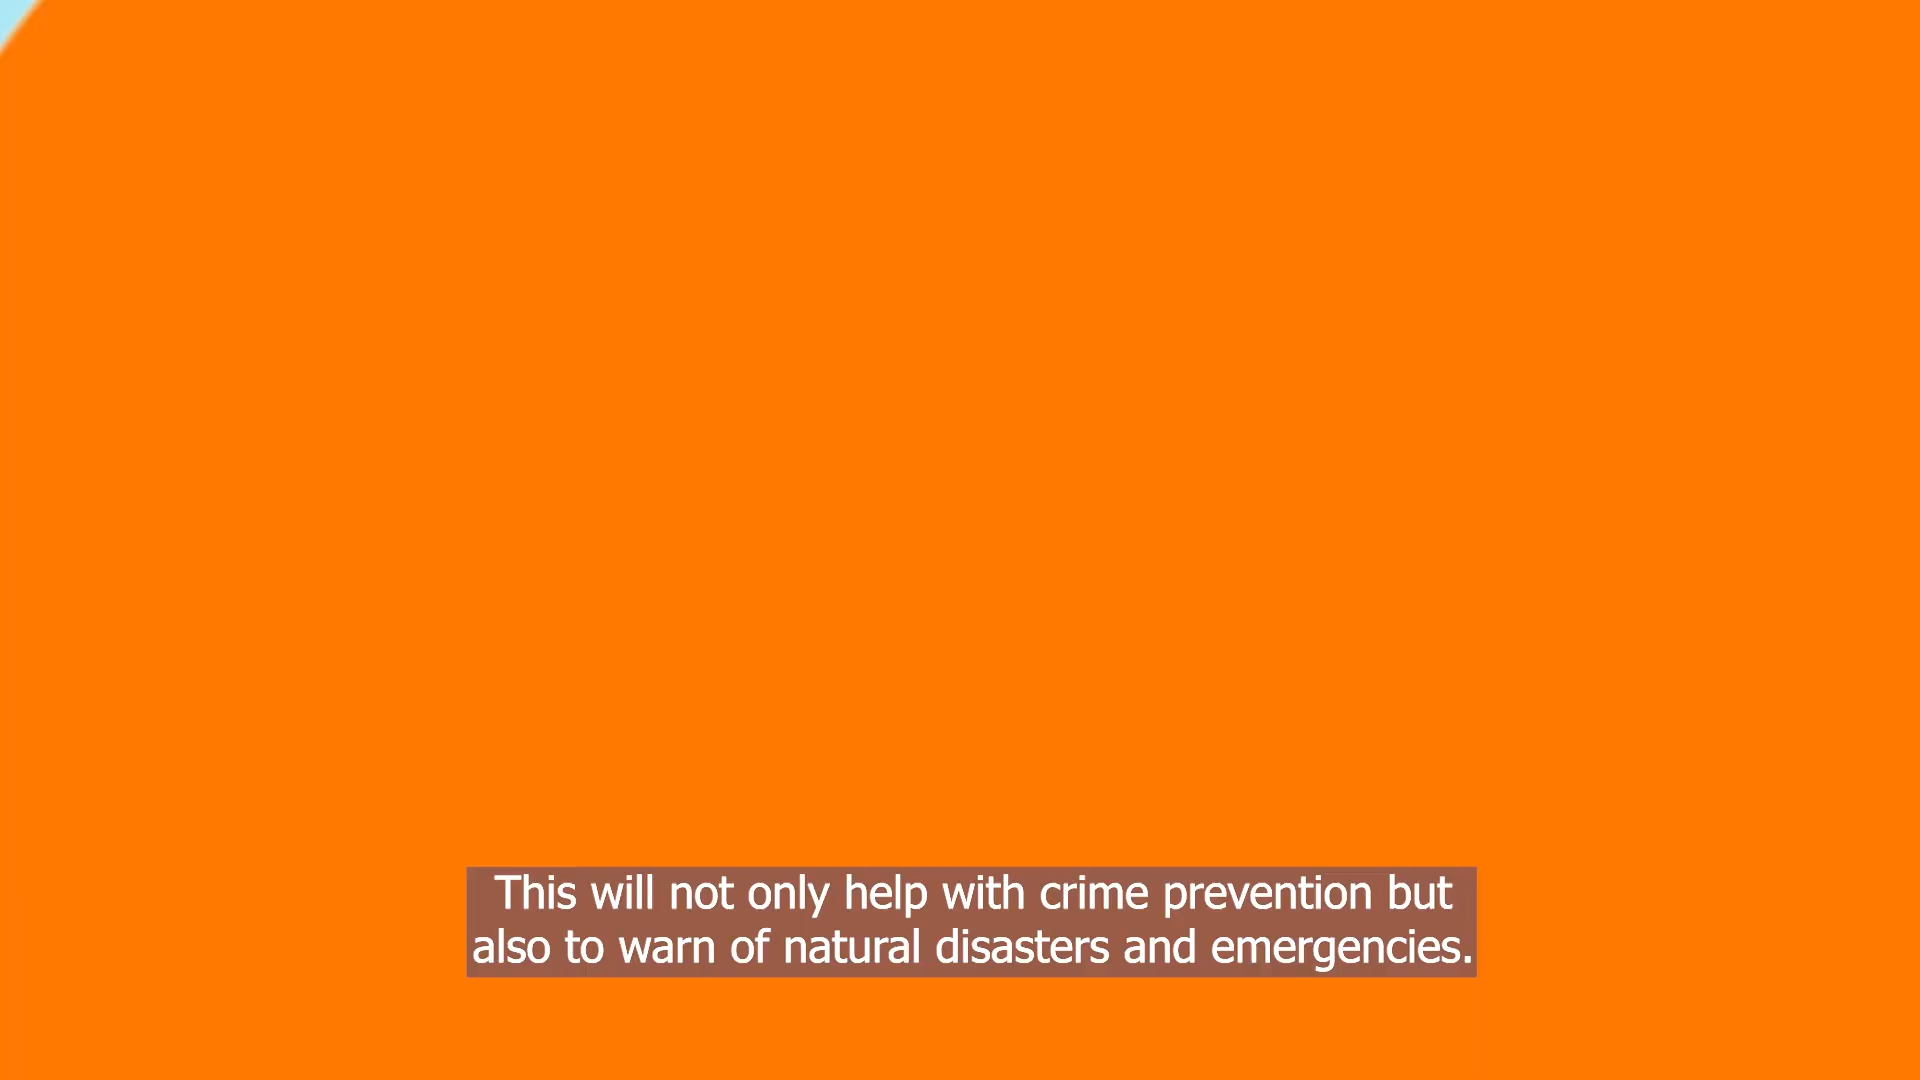 This will not only help with crime prevention but
also to warn of natural disasters and emergencies.